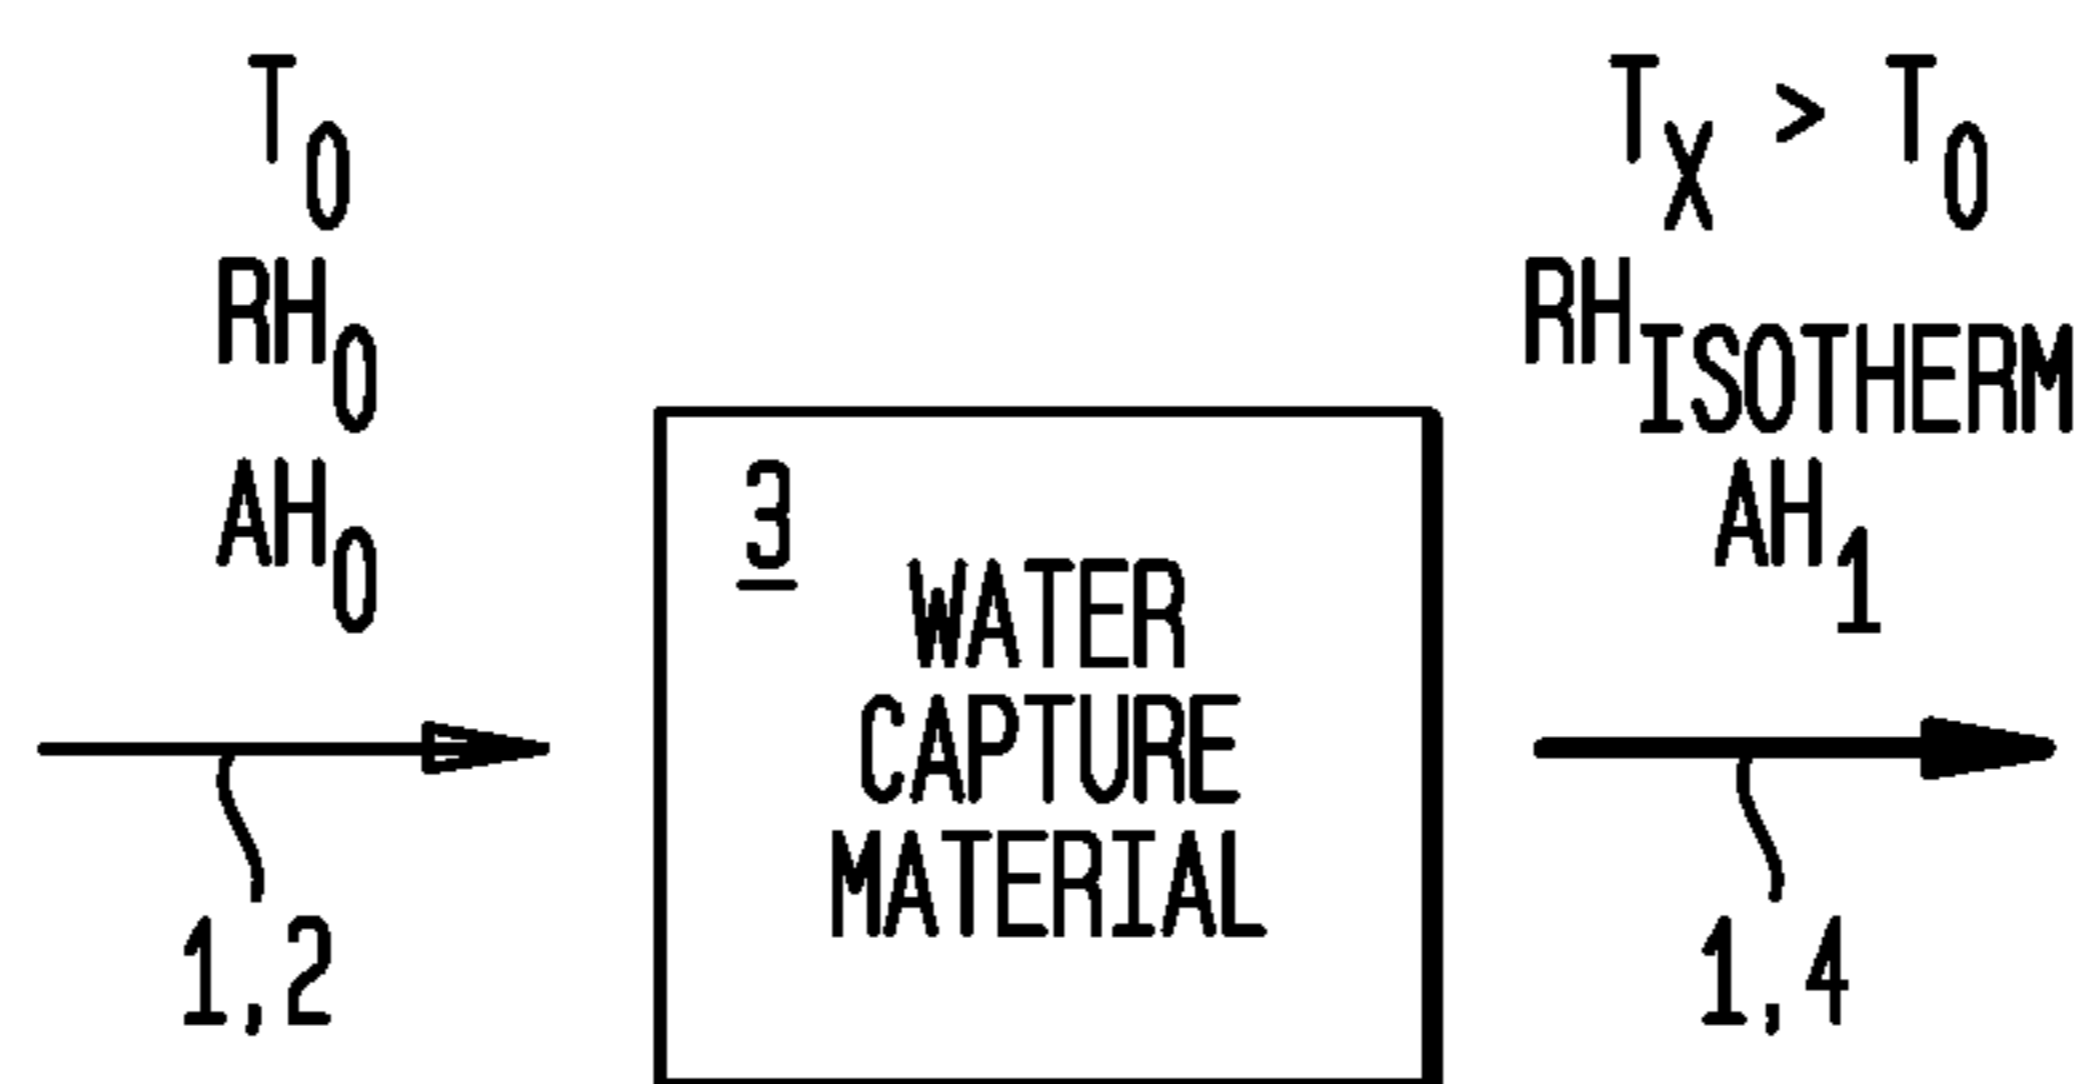 T0
RH0
AH0
1,2
3
WATER
CAPTURE
MATERIAL
TX > T0
RHISOTHERM
AH1
1,4